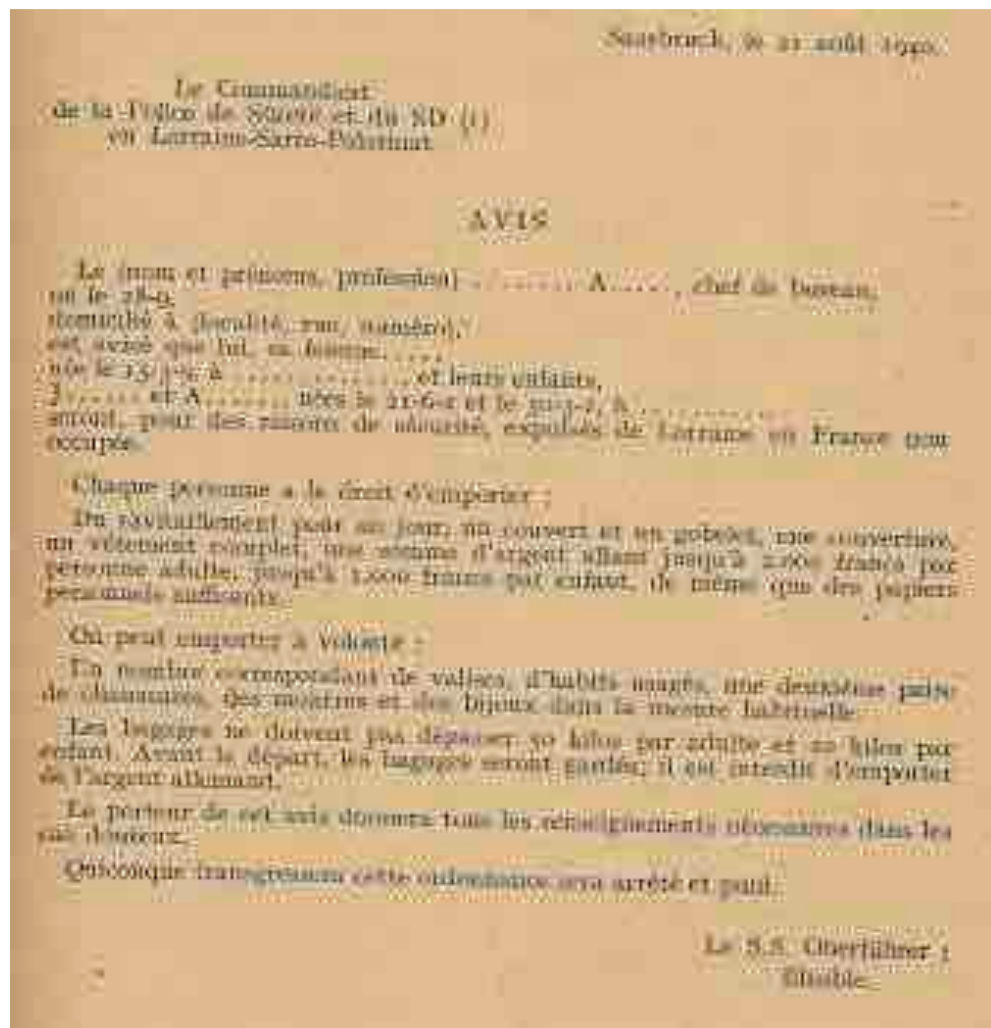 Saarbruck, le 21 août 1940.
Le Commandant
de la Police de Sûreté et du SD (1)
en Lorraine-Sarre-Palatinat
AVIS
Le (nom et prénoms, profession) ......... A......, chef de bureau,
né le 28-9,
domicilié à (localité, rue, numéro),
est avisé que lui, sa femme......
née le à ................ et leurs enfants,
J...... et A........ nées le et le à .............
seront, pour des raisons de sécurité, expulsés de Lorraine en France non
occupée.
Chaque personne a le droit d'emporter :
Du ravitaillement pour un jour, un couvert et un gobelet, une couverture,
un vêtement complet, une somme d'argent allant jusqu'à 2.000 francs par
personne adulte, jusqu'à 1.000 francs par enfant, de même que des papiers
personnels suffisants.
On peut emporter à volonté :
Un nombre correspondant de valises, d'habits usagés, une deuxième paire
de chaussures, des montres et des bijoux dans la mesure habituelle.
Les bagages ne doivent pas dépasser 50 kilos par adulte et 20 kilos par
enfant. Avant le départ, les bagages seront gardés; il est interdit d'emporter
de l'argent allemand.
Le porteur de cet avis donnera tous les renseignements nécessaires dans les
cas douteux.
Quiconque transgressera cette ordonnance sera arrêté et puni.
Le S.S. Oberführer :